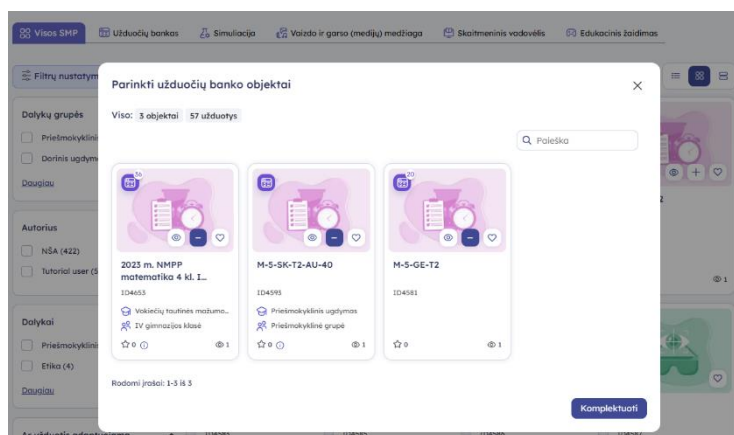 Visos SMP
Užduočių bankas
Simuliacija
Vaizdo ir garso (medijų) medžiaga
Skaitmeninis vadovėlis
Edukacinis žaidimas
Filtrų nustatym
Parinkti užduočių banko objektai
Viso: 3 objektai 57 užduotys
Paieška
Dalykų grupės
Priešmokyklinis
Dorinis ugdym
Daugiau
Autorius
NŠA (422)
Tutorial user (5
Dalykai
Priešmokyklini
Etika (4)
Daugiau
36
2023 m. NMPP
matematika 4 kl. I...
ID4653
Vokiečių tautinės mažumo...
IV gimnazijos klasė
0
1
M-5-SK-T2-AU-40
ID4593
Priešmokyklinis ugdymas
Priešmokyklinė grupė
0
1
20
M-5-GE-T2
ID4581
0
1
Rodomi įrašai: 1-3 iš 3
Komplektuoti
1